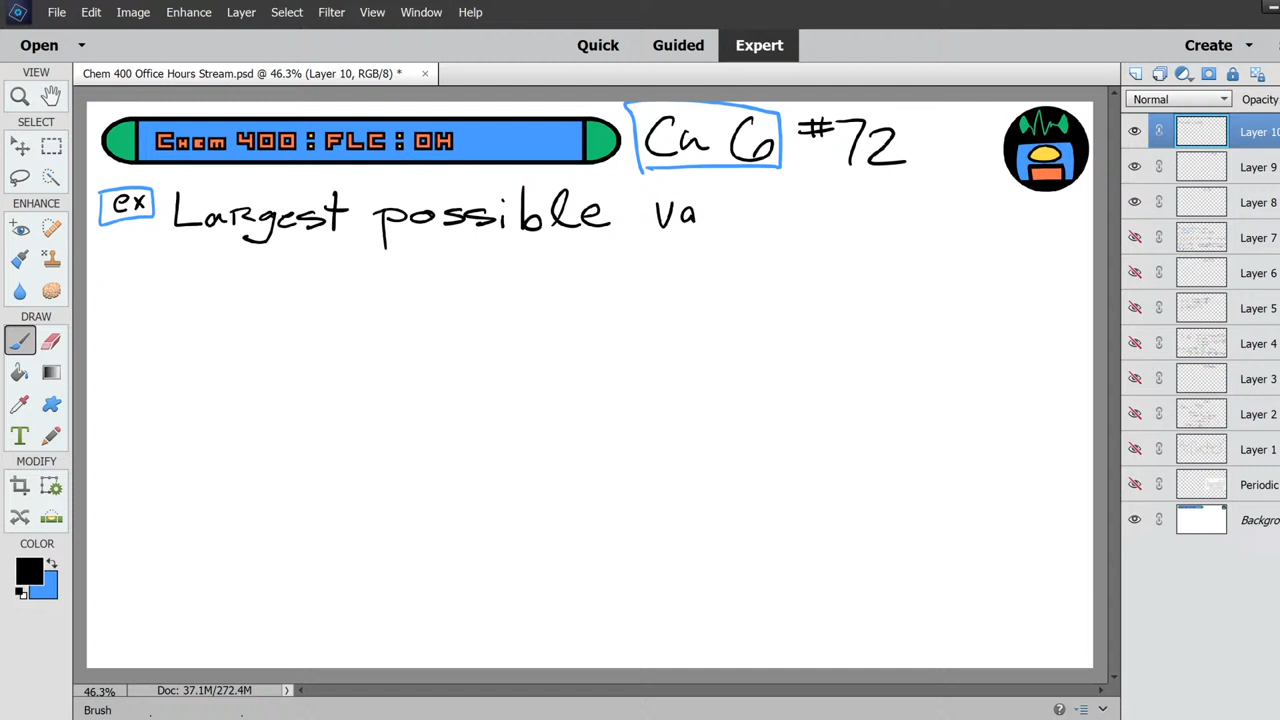 File Edit Image Enhance Layer Select Filter View Window Help
Open Quick Guided Expert Create
VIEW Chem 400 Office Hours Stream.psd @ 46.3% (Layer 10, RGB/8) * × Normal Opacity
Chem 400 : FLC : OH Ca 6 #72 Layer 10
SELECT
ex Largest possible va Layer 9
ENHANCE Layer 8
Layer 7
Layer 6
DRAW Layer 5
Layer 4
Layer 3
T Layer 2
MODIFY Layer 1
Periodic
COLOR Backgro
46.3% Doc: 37.1M/272.4M
Brush